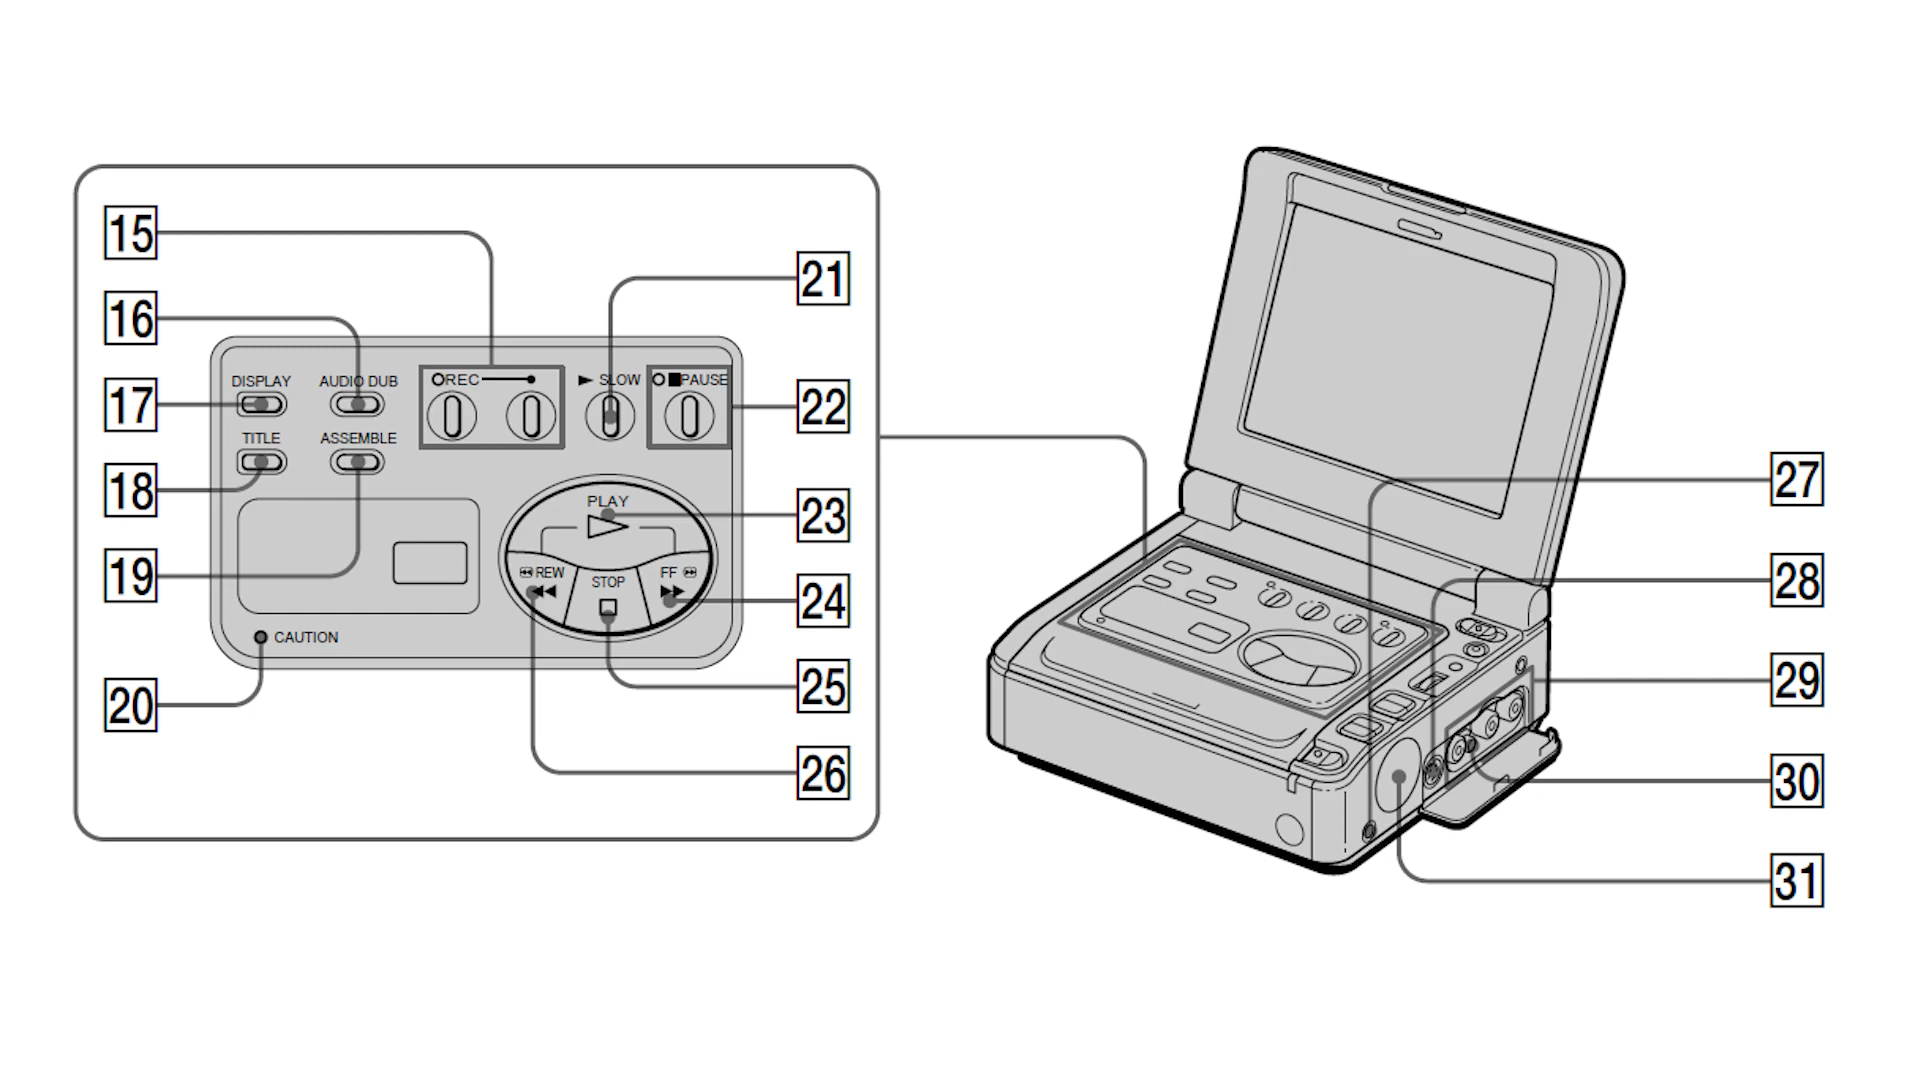 15
16
17
18
19
20
21
22
23
24
25
26
27
28
29
30
31
DISPLAY
AUDIO DUB
REC
SLOW
PAUSE
TITLE
ASSEMBLE
PLAY
REW
STOP
FF
CAUTION